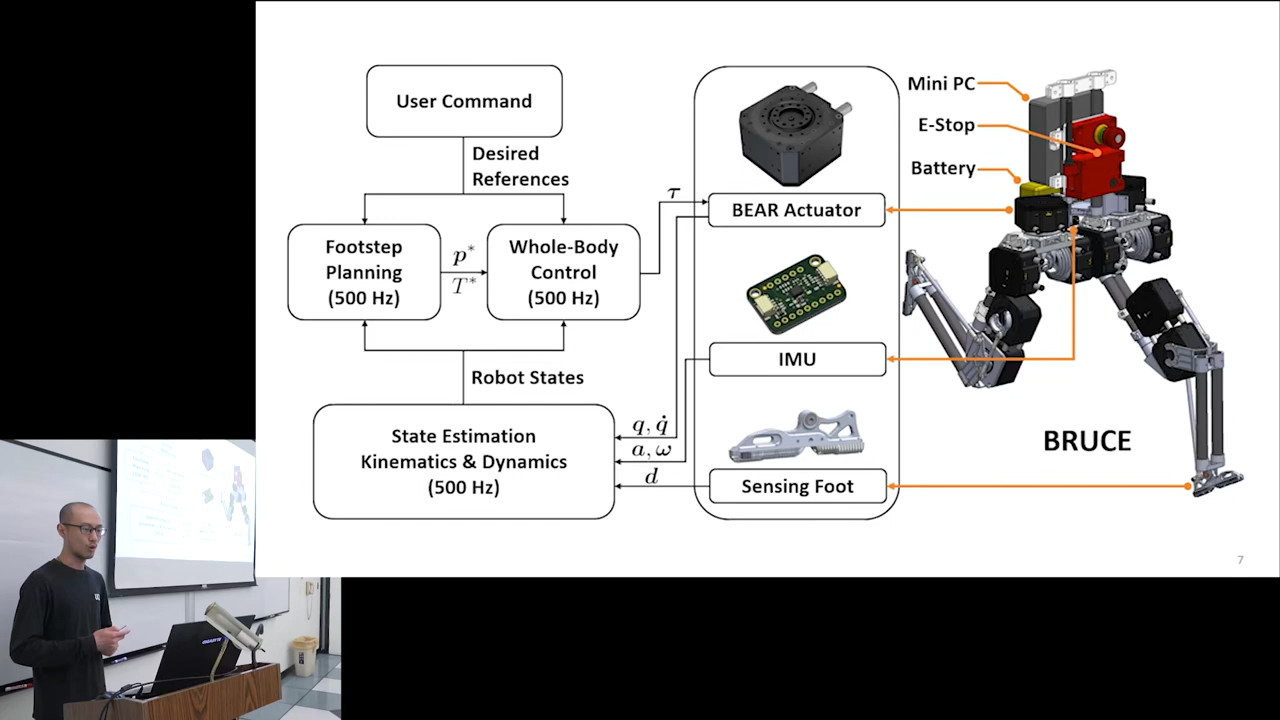 User Command
Desired
References
Footstep
Planning
(500 Hz)
p*
T*
Whole-Body
Control
(500 Hz)
τ
Robot States
State Estimation
Kinematics & Dynamics
(500 Hz)
q, q̇
a, ω
d
BEAR Actuator
IMU
Sensing Foot
Mini PC
E-Stop
Battery
BRUCE
7